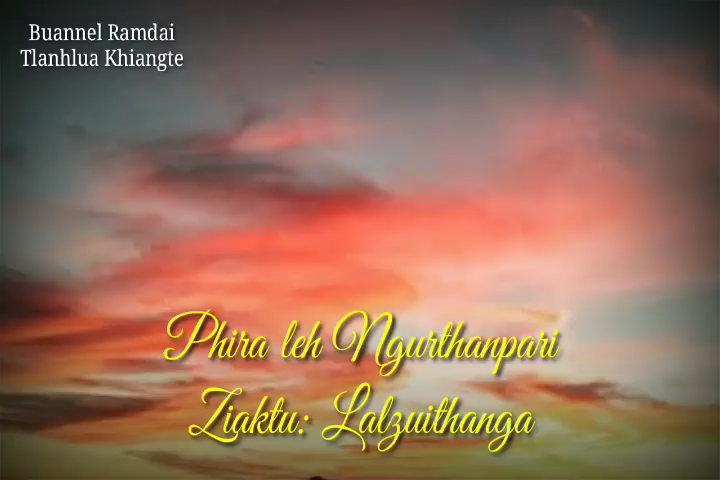 Buannel Ramdai
Tlanhlua Khiangte
Phira leh Ngurthanpari
Ziaktu: Lalzuithanga